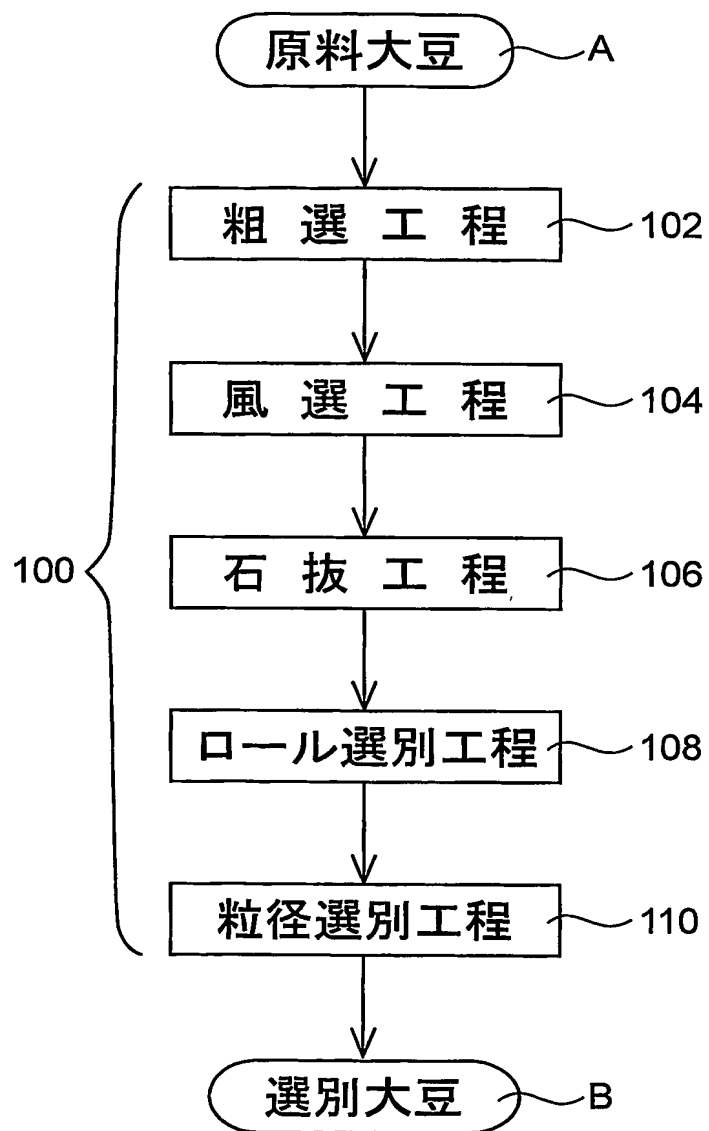 原料大豆 A
粗選工程 102
風選工程 104
石抜工程 106
100
ロール選別工程 108
粒径選別工程 110
選別大豆 B